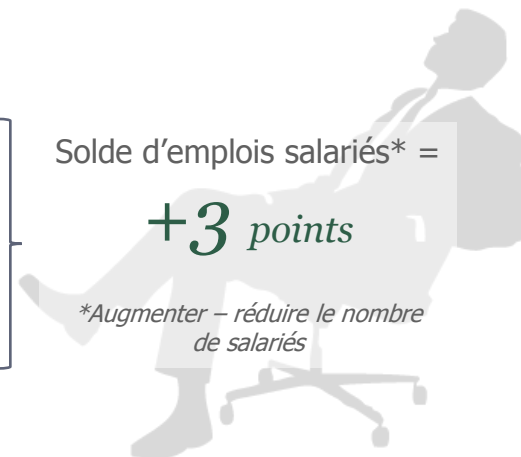 Solde d’emplois salariés* =
+3 points
*Augmenter – réduire le nombre
de salariés